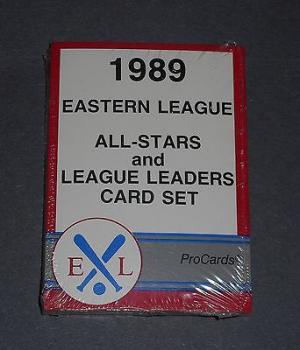 1989
EASTERN LEAGUE
ALL-STARS
and
LEAGUE LEADERS
CARD SET
E L
ProCards